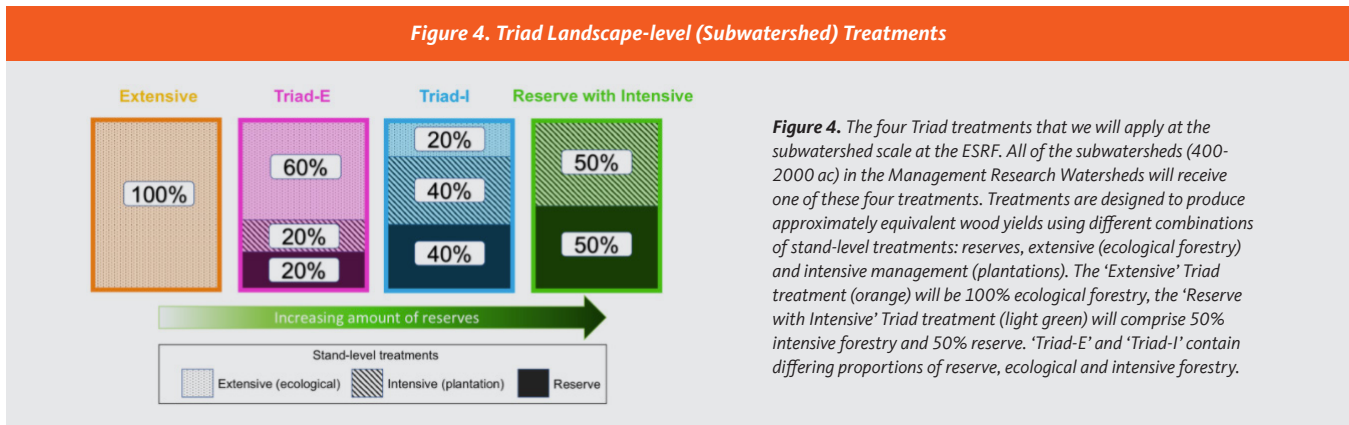 Figure 4. Triad Landscape-level (Subwatershed) Treatments
Extensive
Triad-E
Triad-I
Reserve with Intensive
100%
60%
20%
20%
20%
40%
40%
50%
50%
Increasing amount of reserves
Stand-level treatments
Extensive (ecological)
Intensive (plantation)
Reserve
Figure 4. The four Triad treatments that we will apply at the
subwatershed scale at the ESRF. All of the subwatersheds (400-
2000 ac) in the Management Research Watersheds will receive
one of these four treatments. Treatments are designed to produce
approximately equivalent wood yields using different combinations
of stand-level treatments: reserves, extensive (ecological forestry)
and intensive management (plantations). The ‘Extensive’ Triad
treatment (orange) will be 100% ecological forestry, the ‘Reserve
with Intensive’ Triad treatment (light green) will comprise 50%
intensive forestry and 50% reserve. ‘Triad-E’ and ‘Triad-I’ contain
differing proportions of reserve, ecological and intensive forestry.